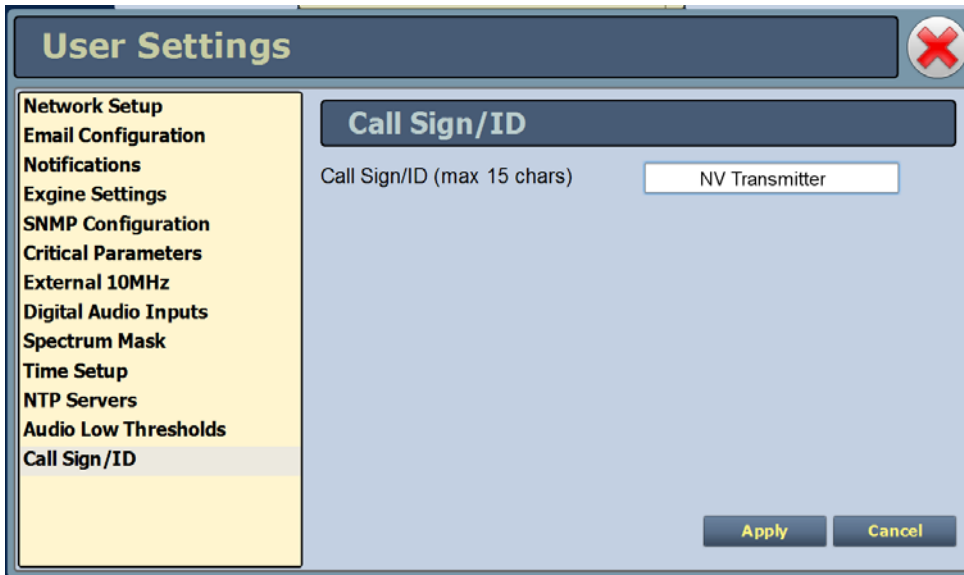 User Settings
Network Setup
Email Configuration
Notifications
Exgine Settings
SNMP Configuration
Critical Parameters
External 10MHz
Digital Audio Inputs
Spectrum Mask
Time Setup
NTP Servers
Audio Low Thresholds
Call Sign/ID
Call Sign/ID
Call Sign/ID (max 15 chars) NV Transmitter
Apply Cancel